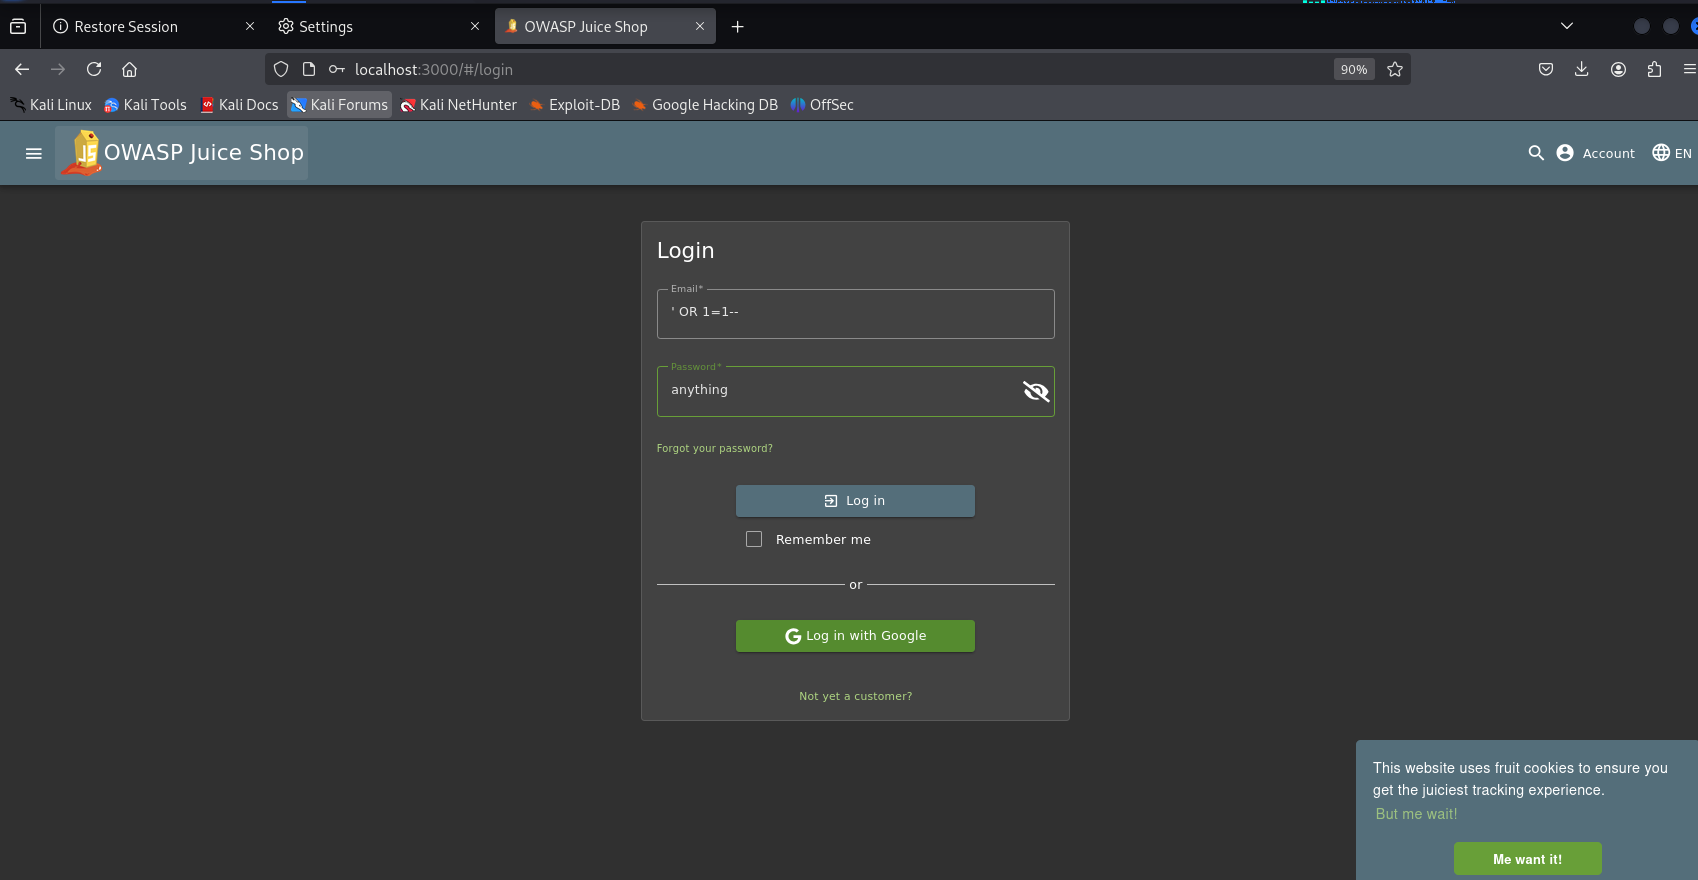 Restore Session
Settings
OWASP Juice Shop
localhost:3000/#/login
90%
Kali Linux
Kali Tools
Kali Docs
Kali Forums
Kali NetHunter
Exploit-DB
Google Hacking DB
OffSec
OWASP Juice Shop
Account
EN
Login
Email*
' OR 1=1--
Password*
anything
Forgot your password?
Log in
Remember me
or
Log in with Google
Not yet a customer?
This website uses fruit cookies to ensure you
get the juiciest tracking experience.
But me wait!
Me want it!